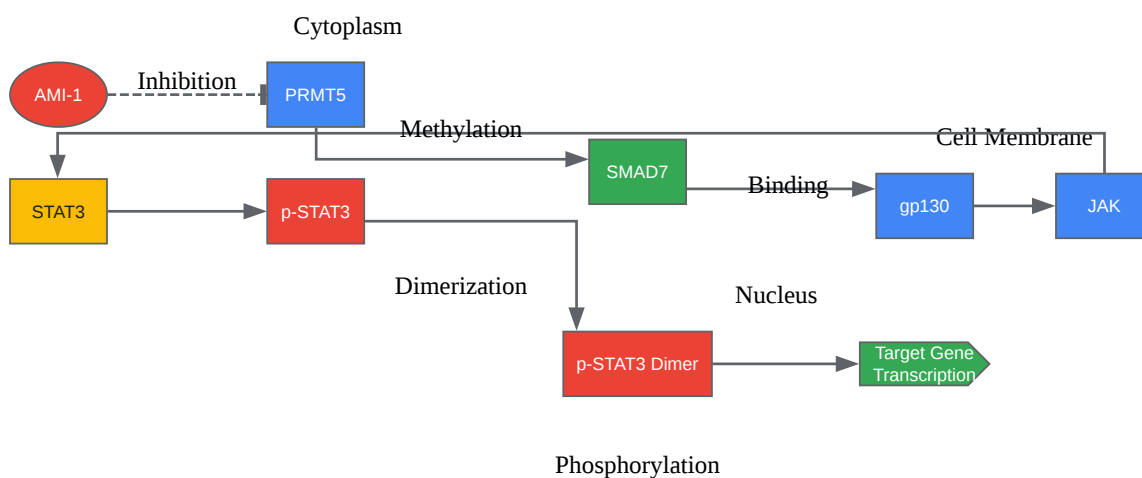 Cytoplasm
AMI-1
Inhibition
PRMT5
Methylation
Cell Membrane
SMAD7
Binding
STAT3
p-STAT3
gp130
JAK
Dimerization
Nucleus
p-STAT3 Dimer
Target Gene
Transcription
Phosphorylation